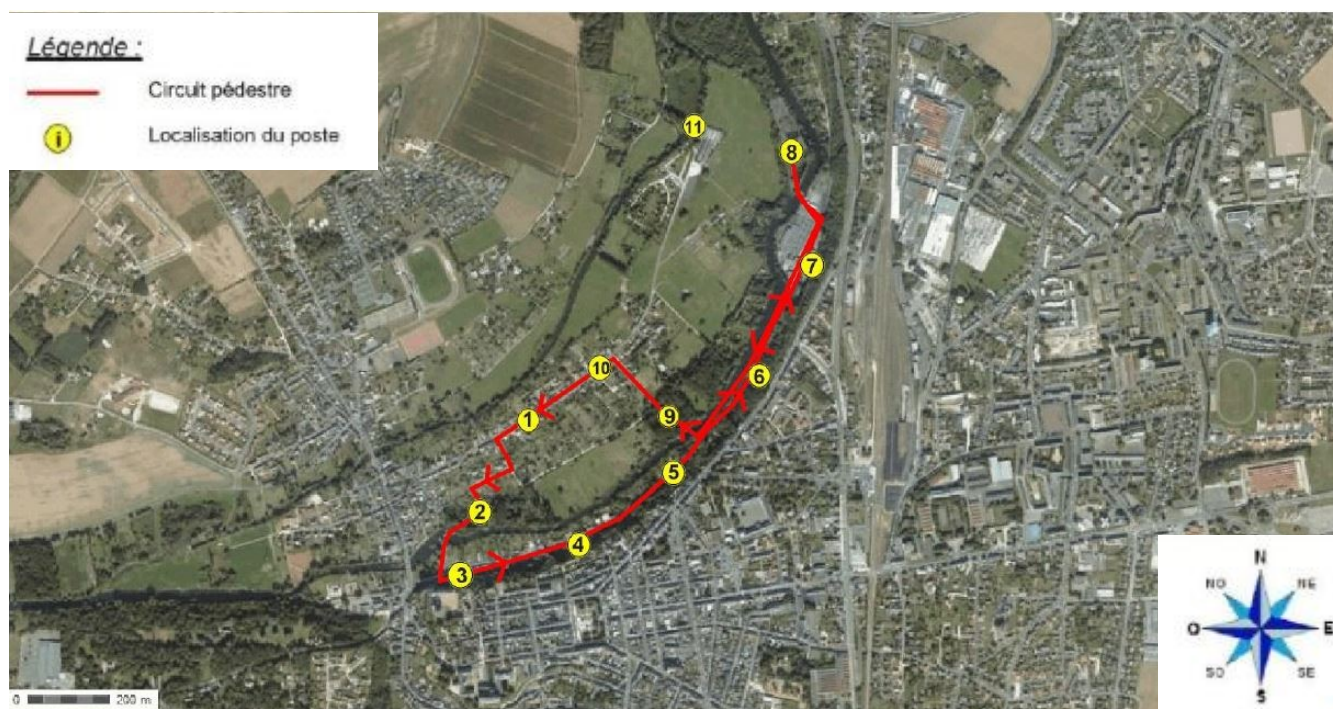 Légende :
Circuit pédestre
i Localisation du poste
11
8
7
10
6
1
9
5
2
4
3
N
NO NE
O E
SO SE
S
0 200 m